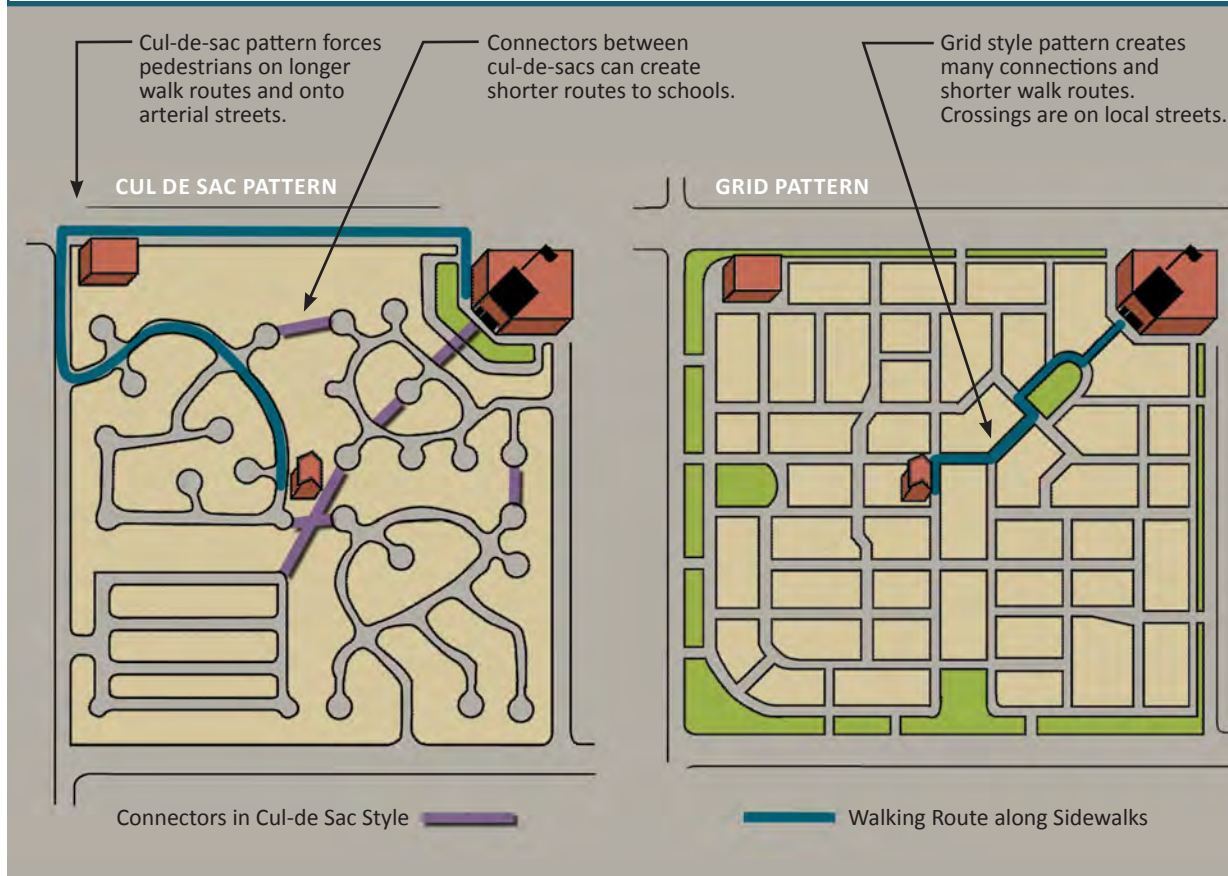 Cul-de-sac pattern forces
pedestrians on longer
walk routes and onto
arterial streets.
Connectors between
cul-de-sacs can create
shorter routes to schools.
Grid style pattern creates
many connections and
shorter walk routes.
Crossings are on local streets.
CUL DE SAC PATTERN
GRID PATTERN
Connectors in Cul-de Sac Style
Walking Route along Sidewalks